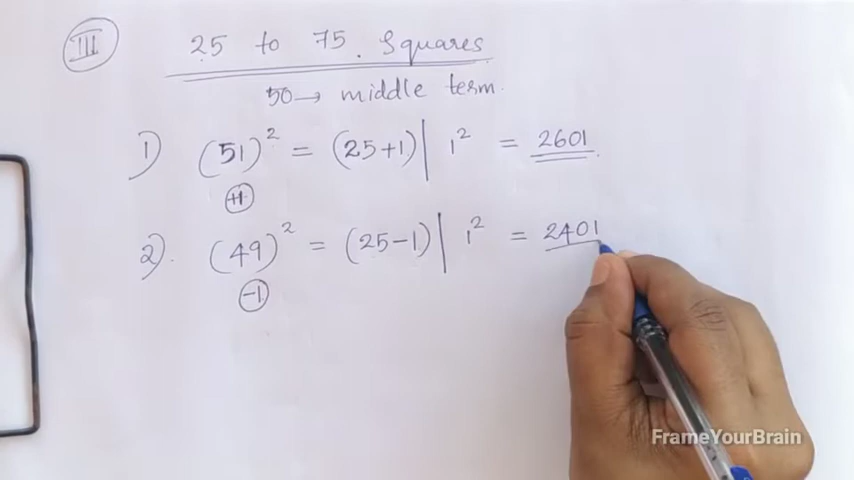 III 25 to 75. Squares
50→ middle term.
1) (51)² = (25+1)| 1² = 2601.
+1
2). (49)² = (25-1)| 1² = 2401
-1
FrameYourBrain